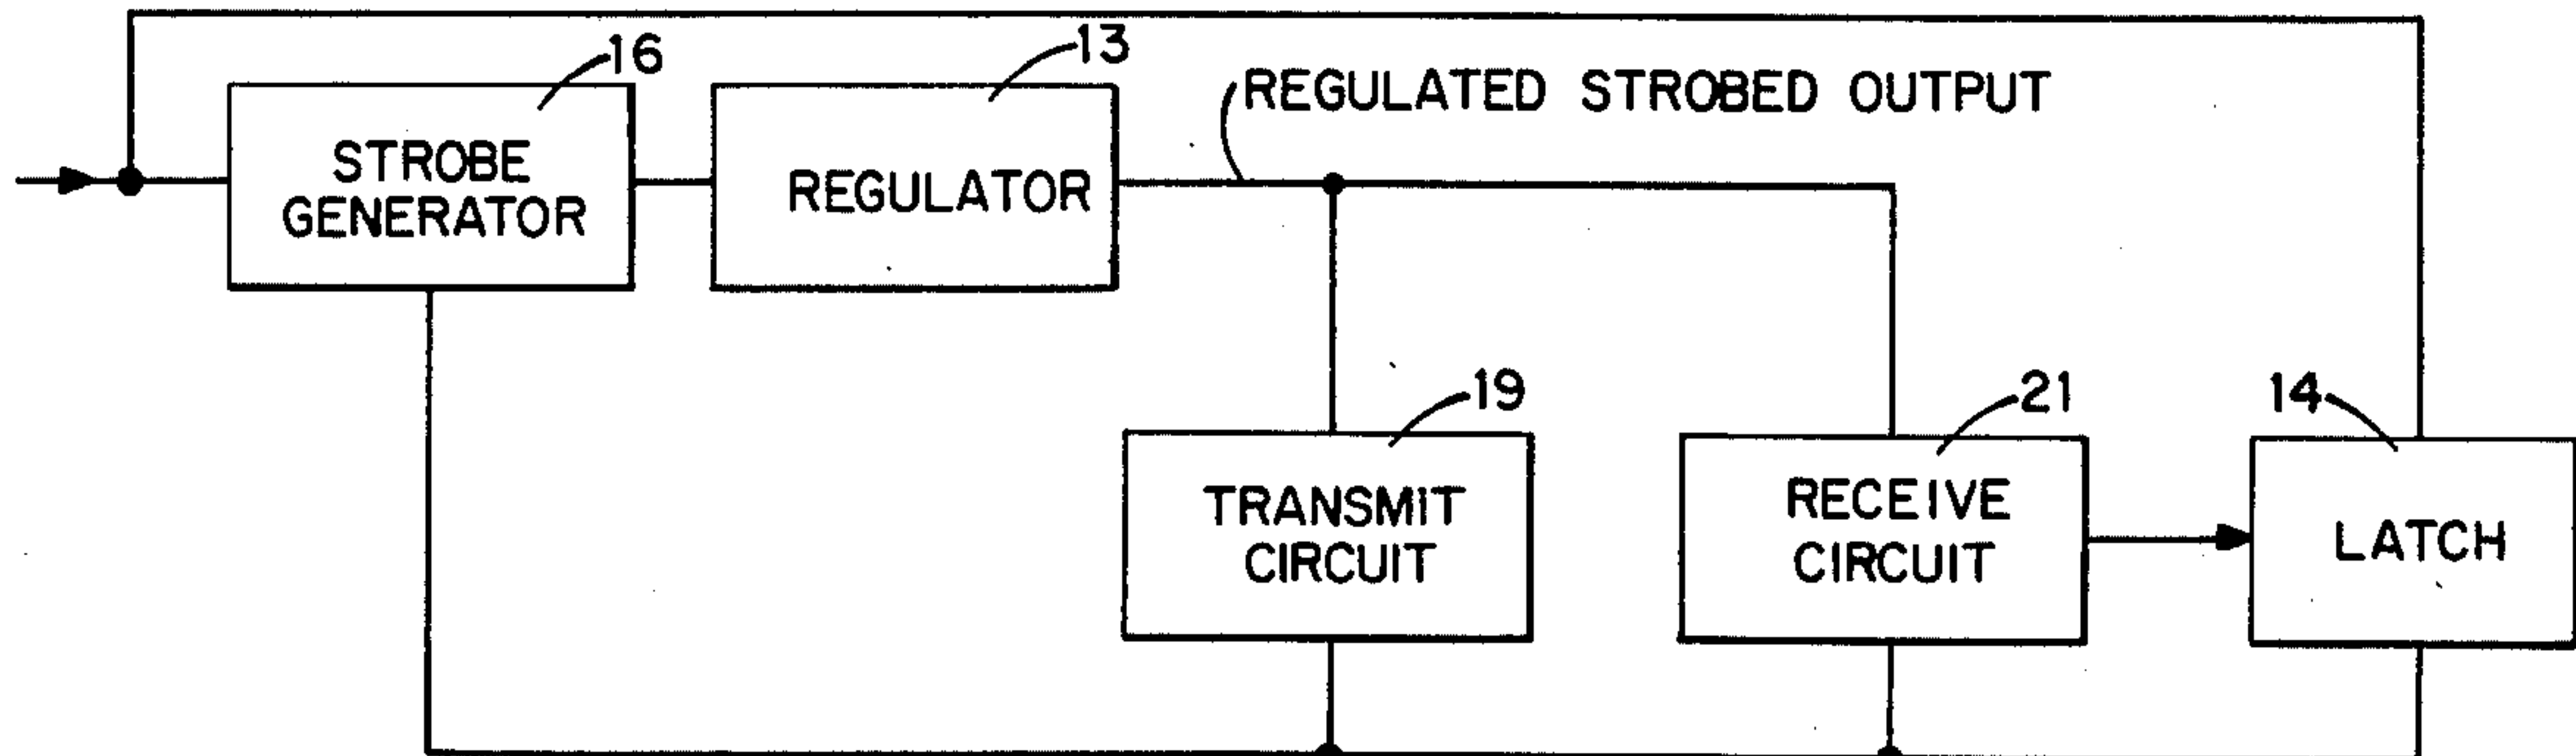 16
13
REGULATED STROBED OUTPUT
STROBE
GENERATOR
REGULATOR
19
21
14
TRANSMIT
CIRCUIT
RECEIVE
CIRCUIT
LATCH